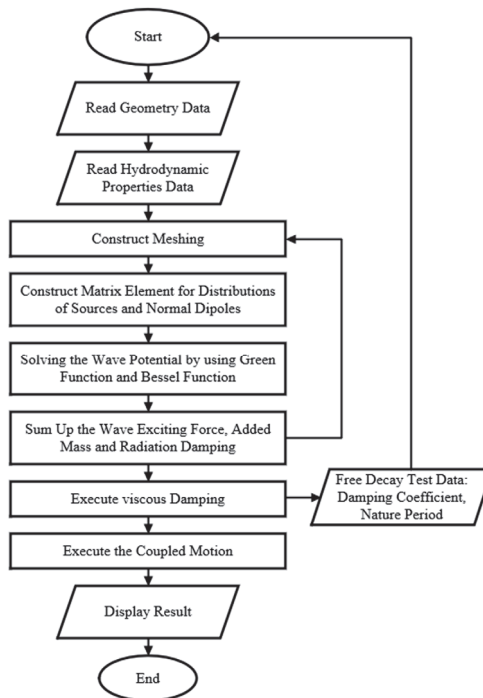 Start
Read Geometry Data
Read Hydrodynamic
Properties Data
Construct Meshing
Construct Matrix Element for Distributions
of Sources and Normal Dipoles
Solving the Wave Potential by using Green
Function and Bessel Function
Sum Up the Wave Exciting Force, Added
Mass and Radiation Damping
Execute viscous Damping
Free Decay Test Data:
Damping Coefficient,
Nature Period
Execute the Coupled Motion
Display Result
End